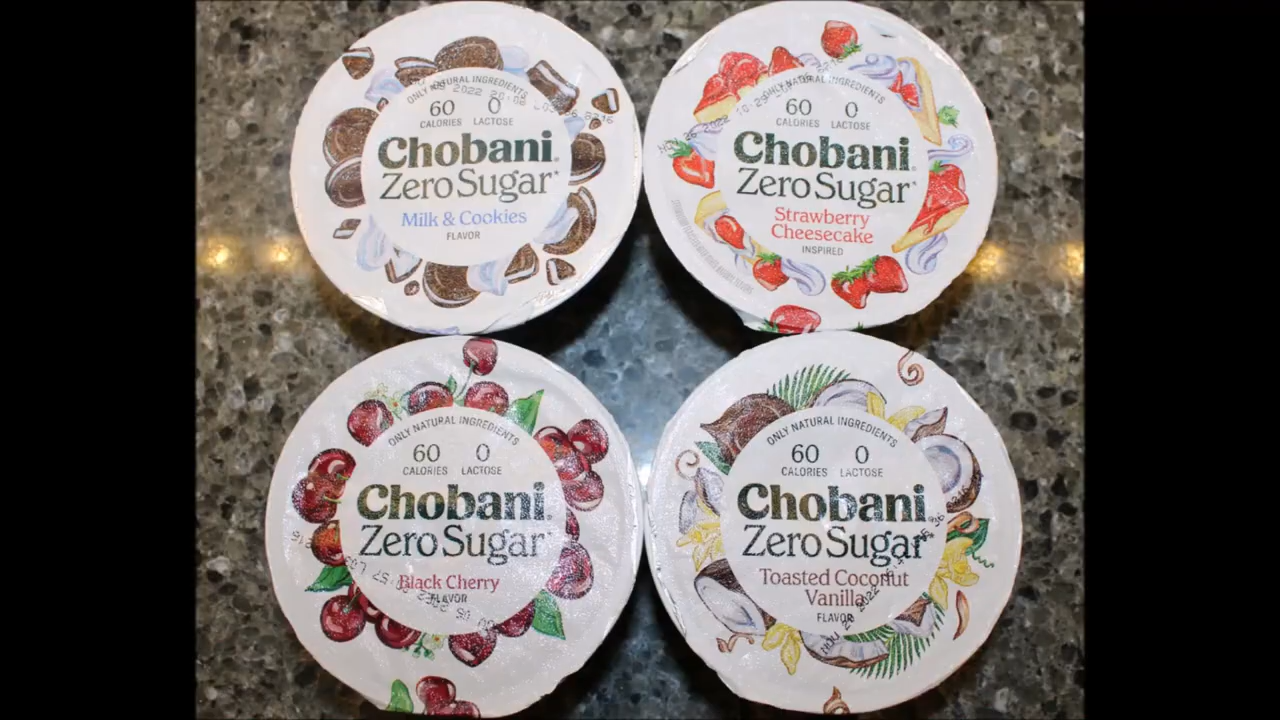 ONLY NATURAL INGREDIENTS
60 0
CALORIES LACTOSE
Chobani
Zero Sugar*
Milk & Cookies
FLAVOR
ONLY NATURAL INGREDIENTS
60 0
CALORIES LACTOSE
Chobani
Zero Sugar*
Strawberry
Cheesecake
INSPIRED
ONLY NATURAL INGREDIENTS
60 0
CALORIES LACTOSE
Chobani
Zero Sugar*
Black Cherry
FLAVOR
ONLY NATURAL INGREDIENTS
60 0
CALORIES LACTOSE
Chobani
Zero Sugar*
Toasted Coconut
Vanilla
FLAVOR